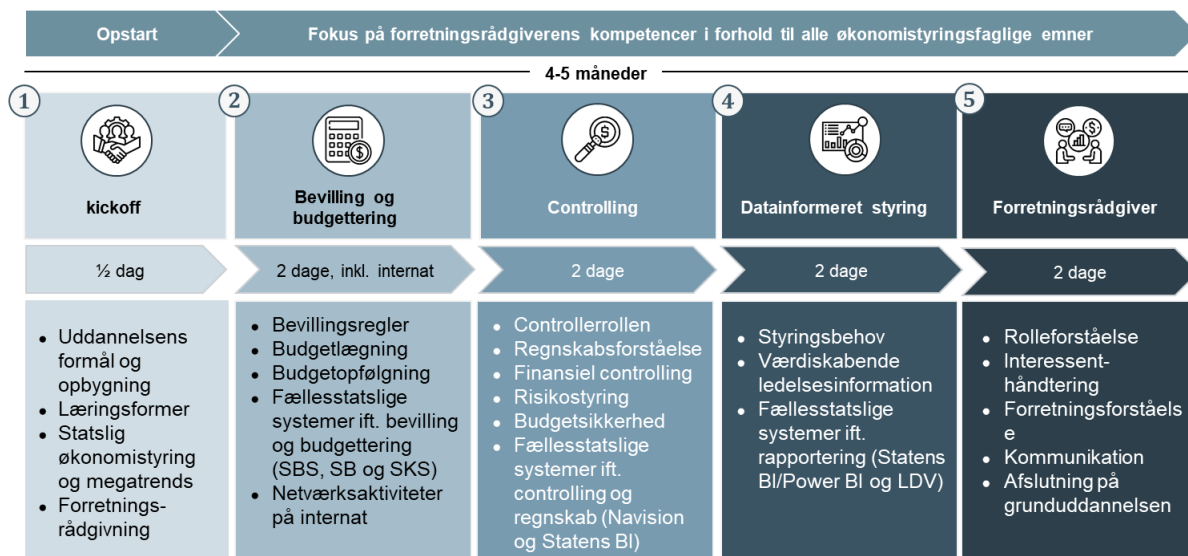 Opstart
Fokus på forretningsrådgiverens kompetencer i forhold til alle økonomistyringsfaglige emner
4-5 måneder
1
kickoff
½ dag
• Uddannelsens
formål og
opbygning
• Læringsformer
• Statslig
økonomistyring
og megatrends
• Forretnings-
rådgivning
2
Bevilling og
budgettering
2 dage, inkl. internat
• Bevillingsregler
• Budgetlægning
• Budgetopfølgning
• Fællesstatslige
systemer ift. bevilling
og budgettering
(SBS, SB og SKS)
• Netværksaktiviteter
på internat
3
Controlling
2 dage
• Controllerrollen
• Regnskabsforståelse
• Finansiel controlling
• Risikostyring
• Budgetsikkerhed
• Fællesstatslige
systemer ift.
controlling og
regnskab (Navision
og Statens BI)
4
Datainformeret styring
2 dage
• Styringsbehov
• Værdiskabende
ledelsesinformation
• Fællesstatslige
systemer ift.
rapportering (Statens
BI/Power BI og LDV)
5
Forretningsrådgiver
2 dage
• Rolleforståelse
• Interessent-
håndtering
• Forretningsforståels
e
• Kommunikation
• Afslutning på
grunduddannelsen